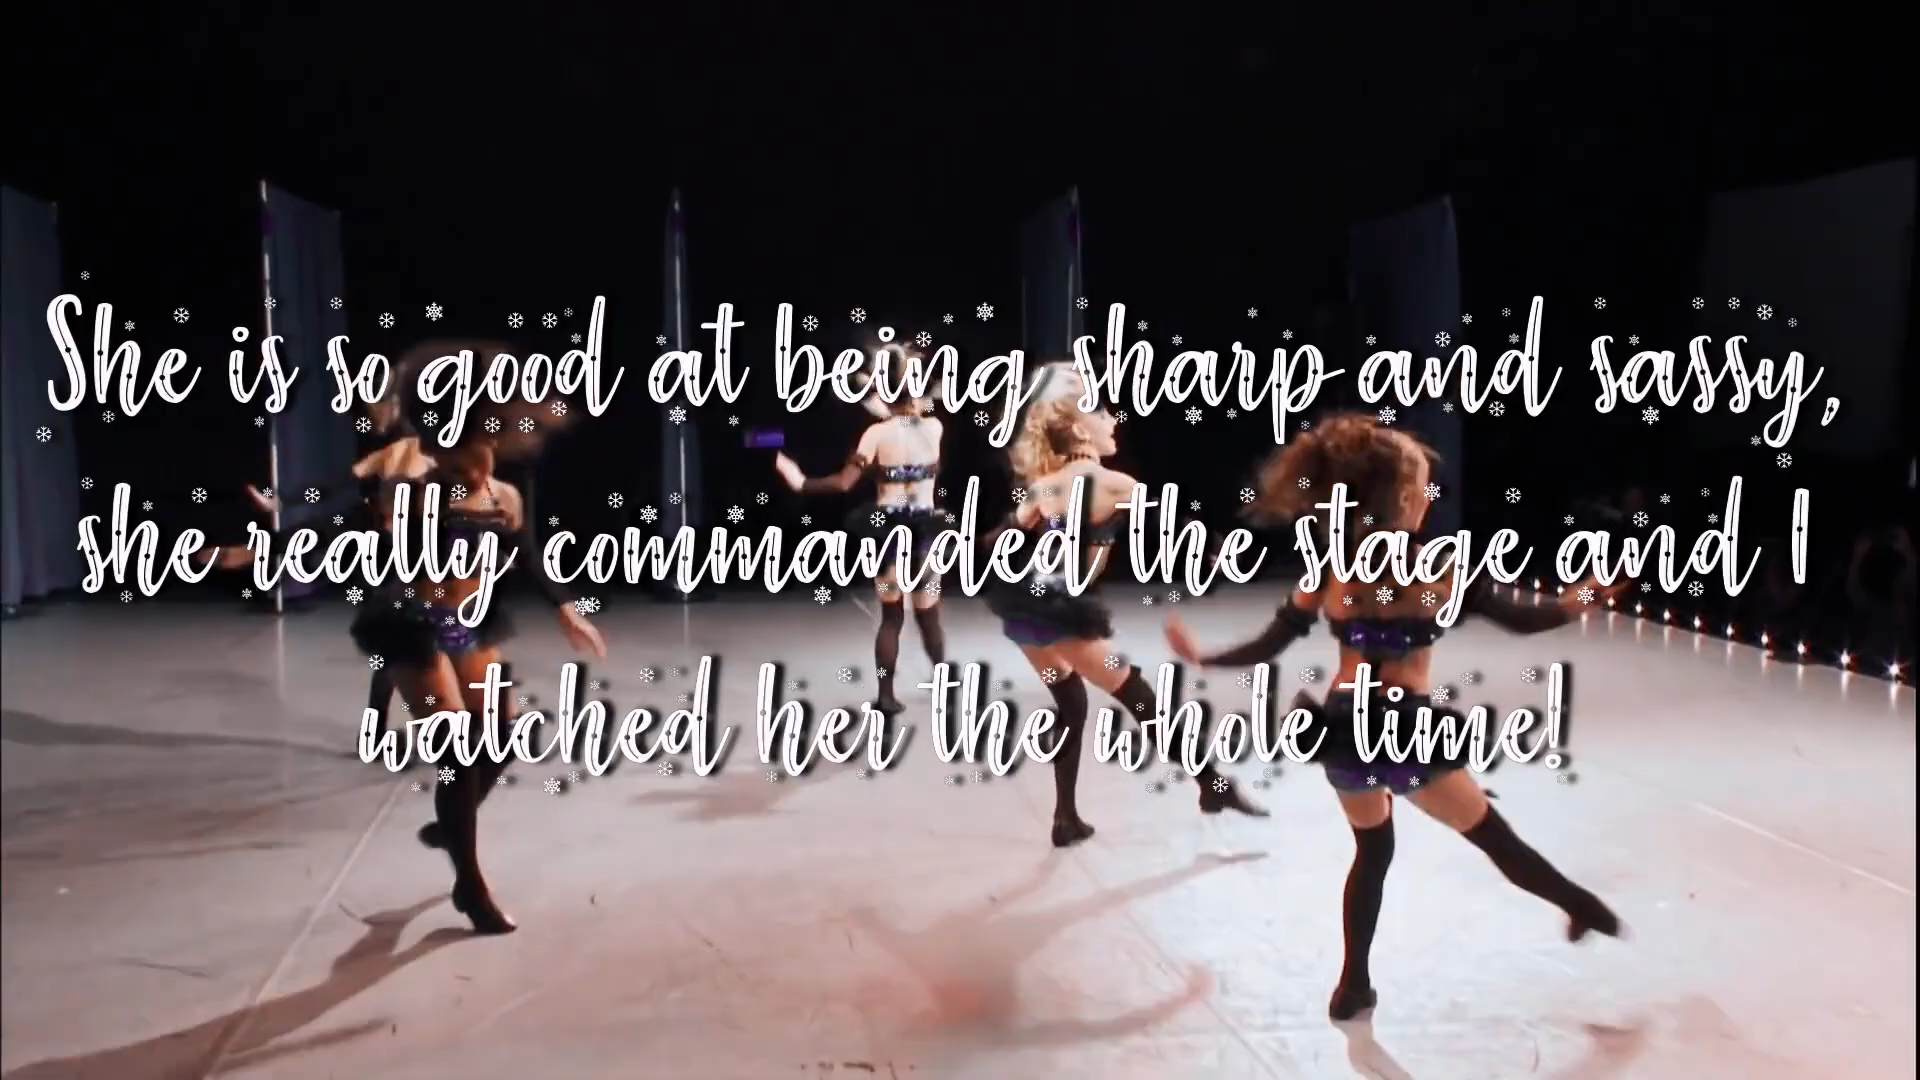 She is so good at being sharp and sassy,
she really commanded the stage and I
watched her the whole time!